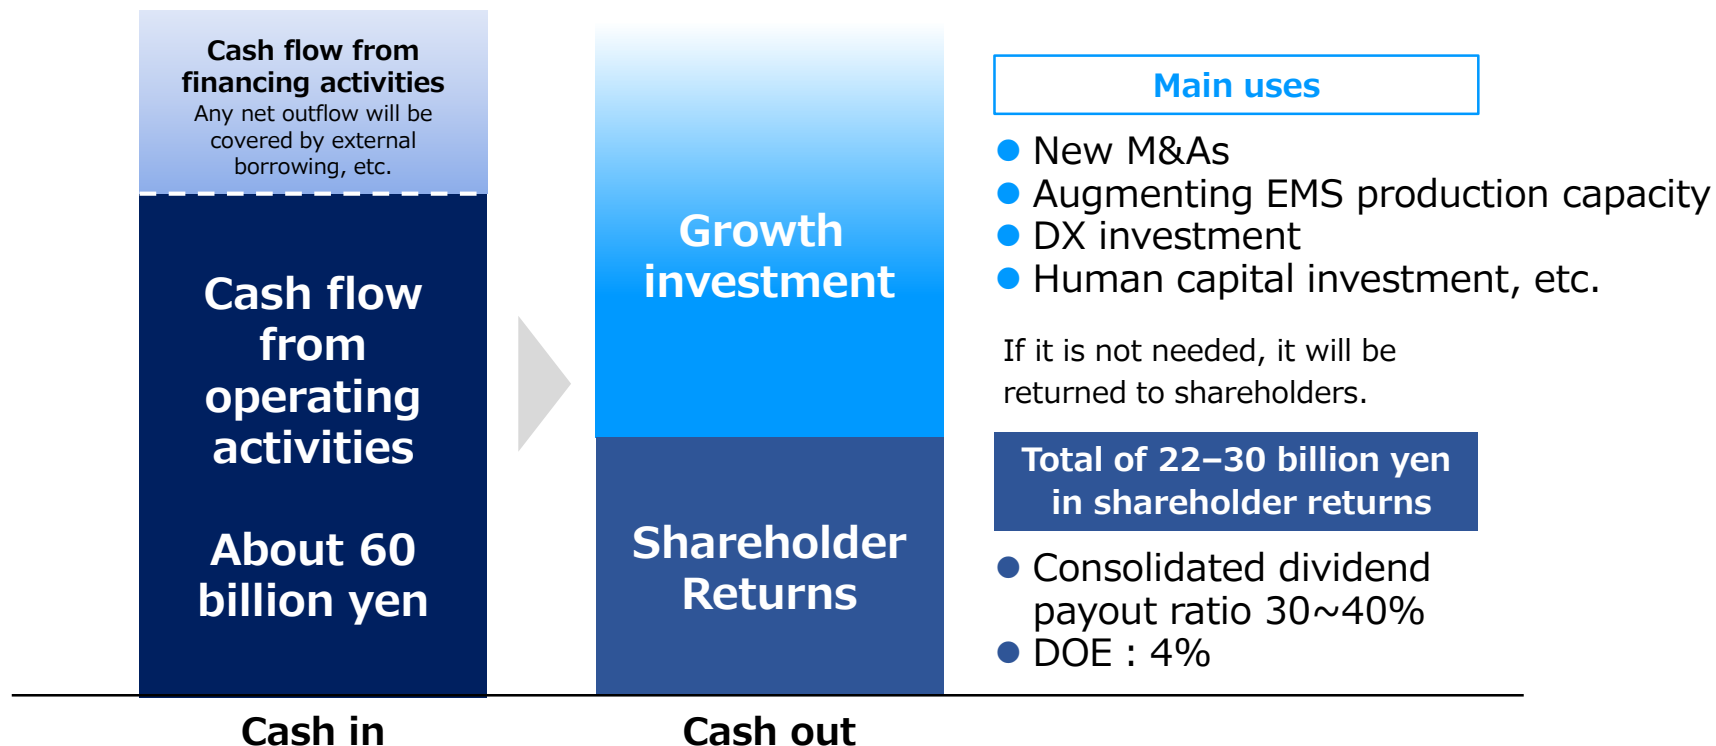 Cash flow from
financing activities
Any net outflow will be
covered by external
borrowing, etc.
Cash flow
from
operating
activities
About 60
billion yen
Cash in
Growth
investment
Shareholder
Returns
Cash out
Main uses
● New M&As
● Augmenting EMS production capacity
● DX investment
● Human capital investment, etc.
If it is not needed, it will be
returned to shareholders.
Total of 22–30 billion yen
in shareholder returns
● Consolidated dividend
payout ratio 30~40%
● DOE : 4%